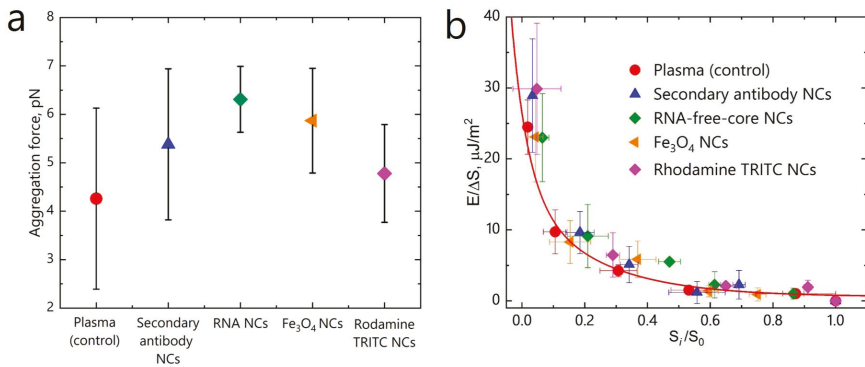 a
Aggregation force, pN
8
7
6
5
4
3
2
Plasma
(control)
Secondary
antibody
NCs
RNA NCs
Fe₃O₄ NCs
Rodamine
TRITC NCs
b
E/ΔS, μJ/m²
40
30
20
10
0
Plasma (control)
Secondary antibody NCs
RNA-free-core NCs
Fe₃O₄ NCs
Rhodamine TRITC NCs
0.0 0.2 0.4 0.6 0.8 1.0
Sᵢ/S₀